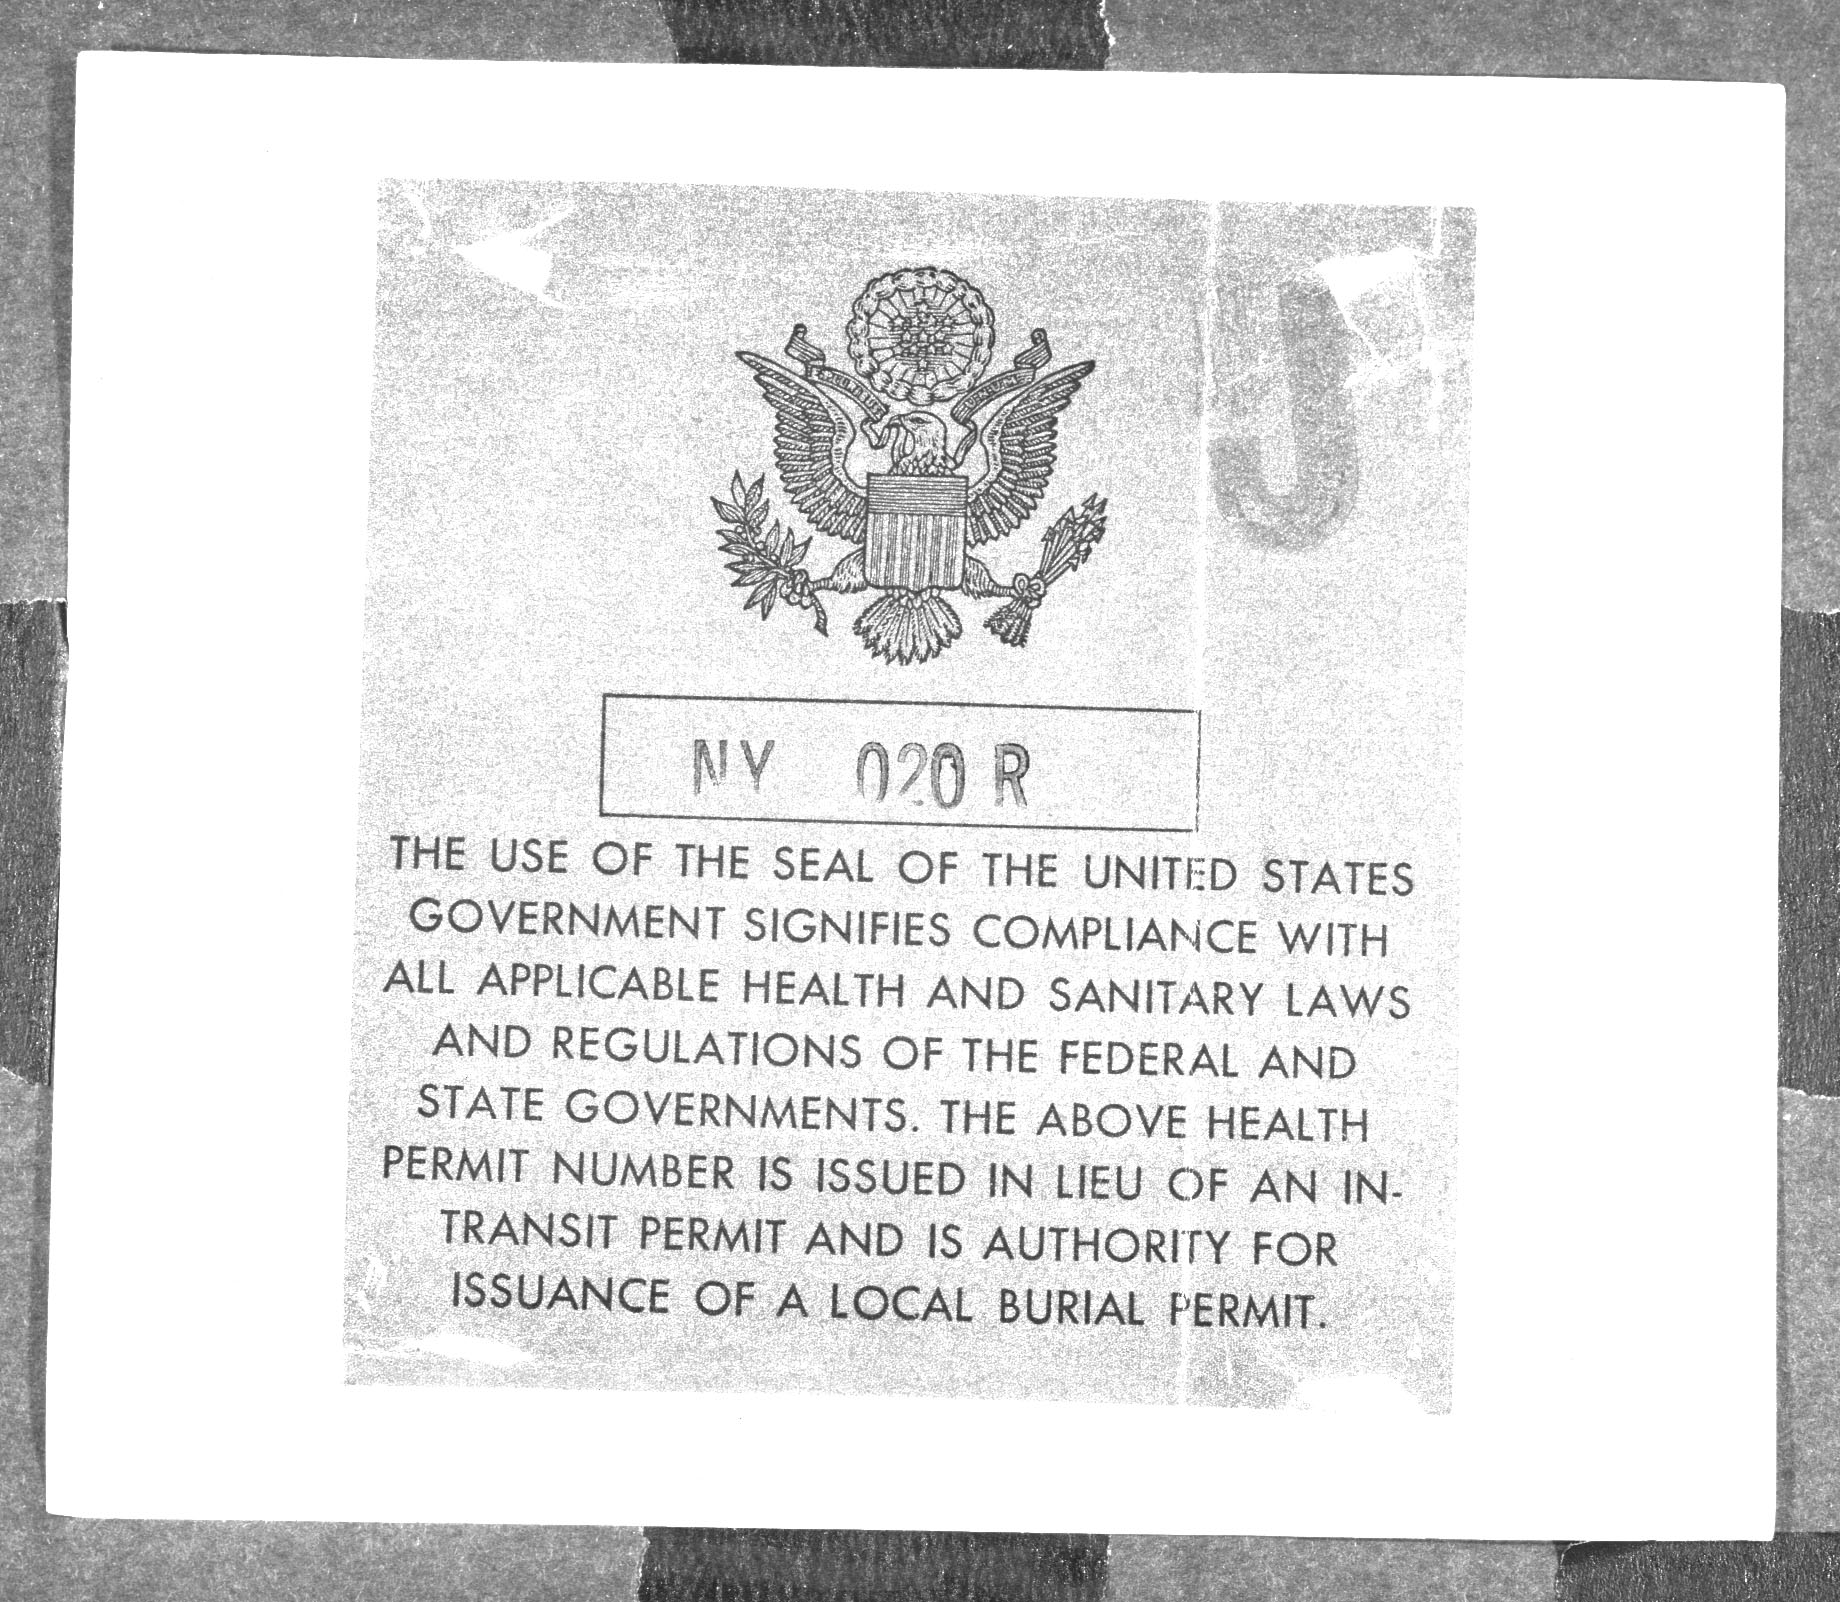 J
NY 020 R
THE USE OF THE SEAL OF THE UNITED STATES
GOVERNMENT SIGNIFIES COMPLIANCE WITH
ALL APPLICABLE HEALTH AND SANITARY LAWS
AND REGULATIONS OF THE FEDERAL AND
STATE GOVERNMENTS. THE ABOVE HEALTH
PERMIT NUMBER IS ISSUED IN LIEU OF AN IN-
TRANSIT PERMIT AND IS AUTHORITY FOR
ISSUANCE OF A LOCAL BURIAL PERMIT.